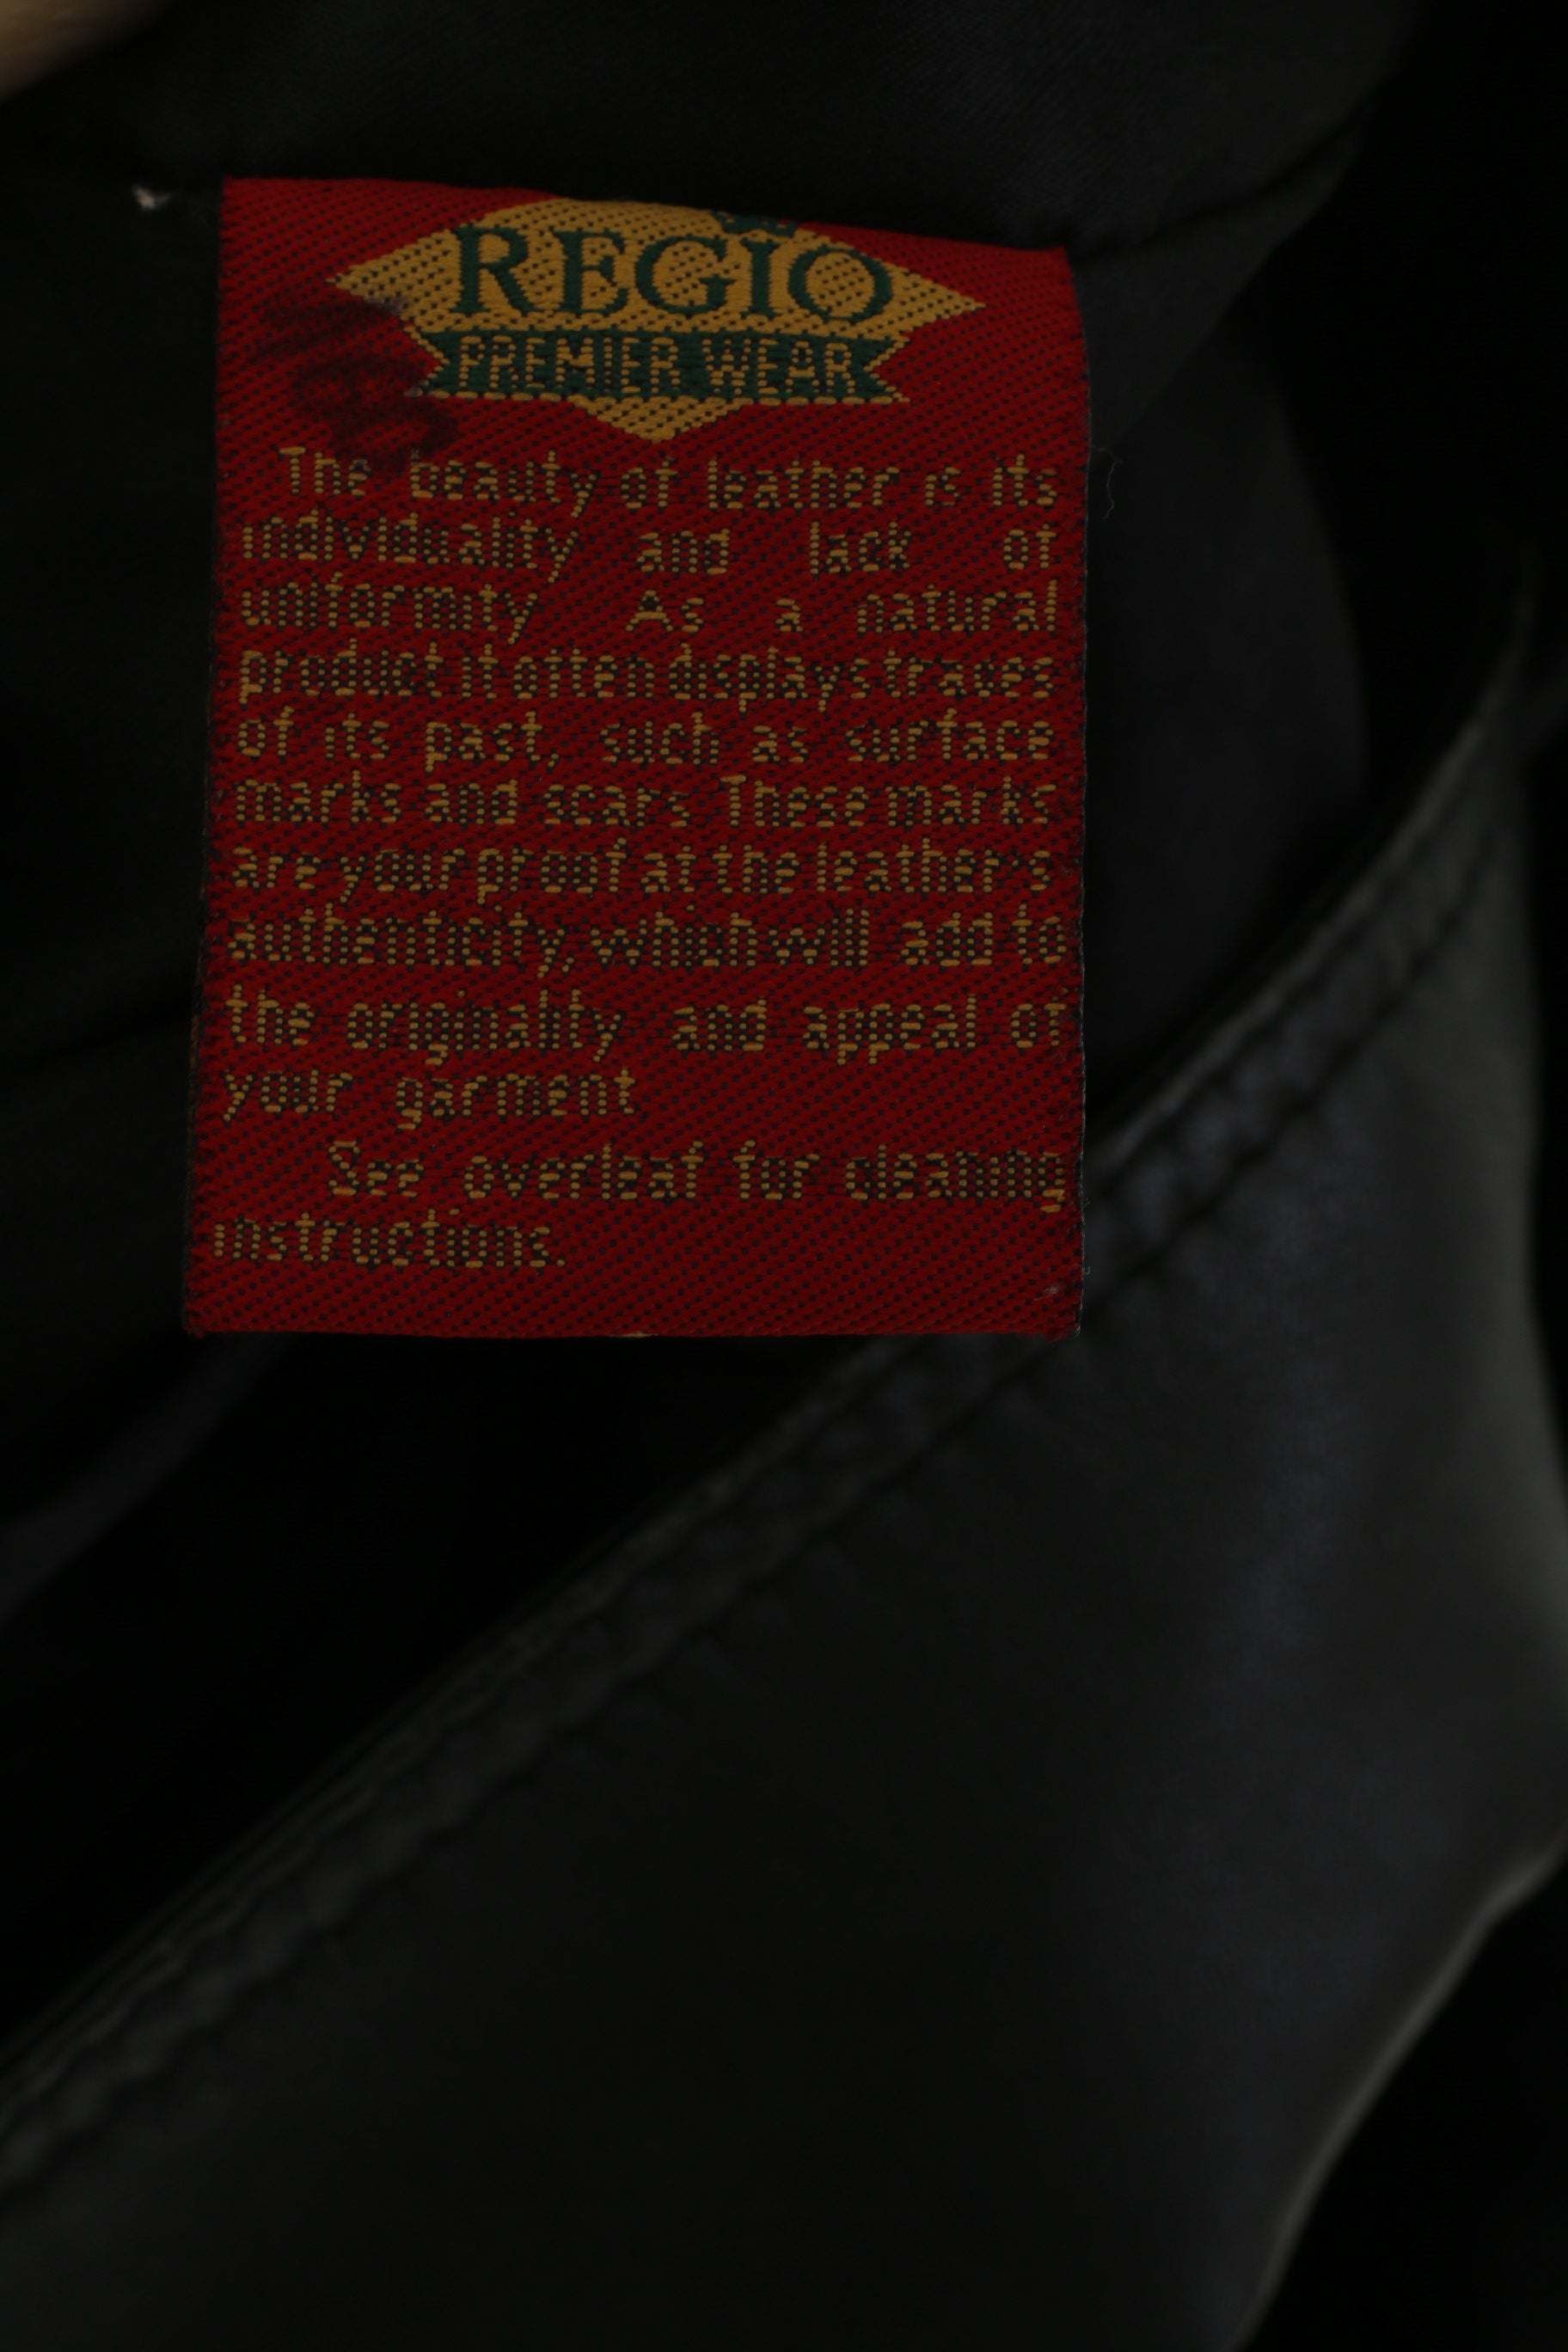 REGIO
PREMIER WEAR
The beauty of leather is its
individuality and lack of
uniformity As a natural
product it often displays traces
of its past, such as surface
marks and scars. These marks
are your proof at the leather's
authenticity, which will add to
the originality and appeal of
your garment
See overleaf for cleaning
instructions.